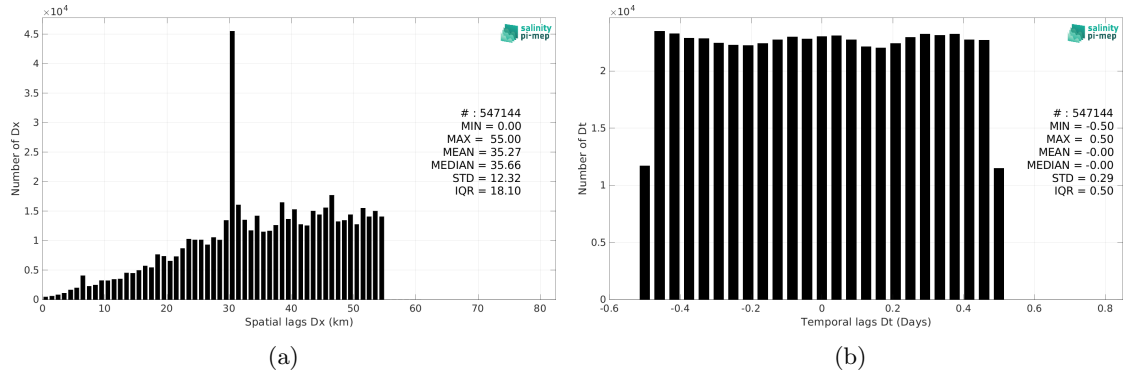 ×10⁴
4.5
4
3.5
3
2.5
2
1.5
1
0.5
0
Number of Dx
salinity
pi-mep
# : 547144
MIN = 0.00
MAX = 55.00
MEAN = 35.27
MEDIAN = 35.66
STD = 12.32
IQR = 18.10
0 10 20 30 40 50 60 70 80
Spatial lags Dx (km)
(a)
×10⁴
2
1.5
1
0.5
0
Number of Dt
salinity
pi-mep
# : 547144
MIN = -0.50
MAX = 0.50
MEAN = -0.00
MEDIAN = -0.00
STD = 0.29
IQR = 0.50
-0.6 -0.4 -0.2 0 0.2 0.4 0.6 0.8
Temporal lags Dt (Days)
(b)